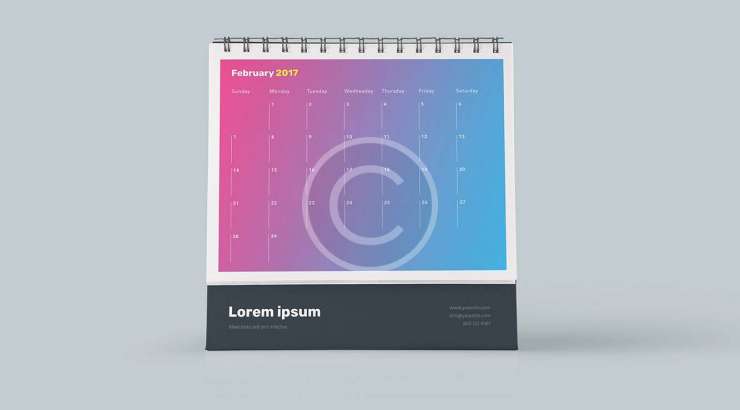 February 2017
Sunday Monday Tuesday Wednesday Thursday Friday Saturday
1 2 3 4 5 6
7 8 9 10 11 12 13
14 15 16 17 18 19 20
21 22 23 24 25 26 27
28 29
©
Lorem ipsum